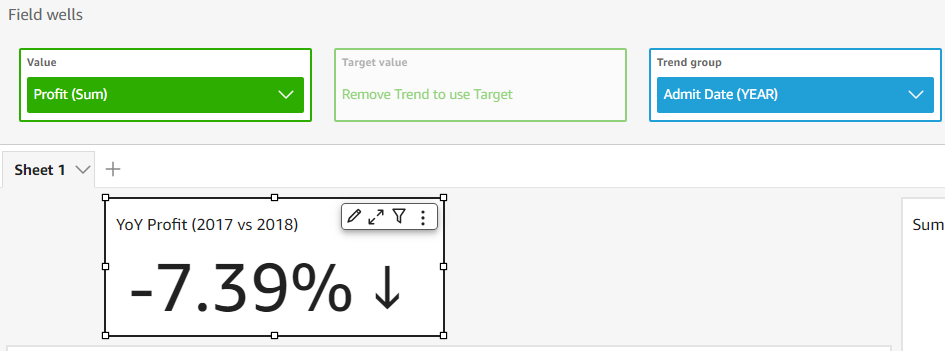 Field wells
Value
Target value
Trend group
Profit (Sum)
Remove Trend to use Target
Admit Date (YEAR)
Sheet 1
YoY Profit (2017 vs 2018)
Sum
-7.39% ↓